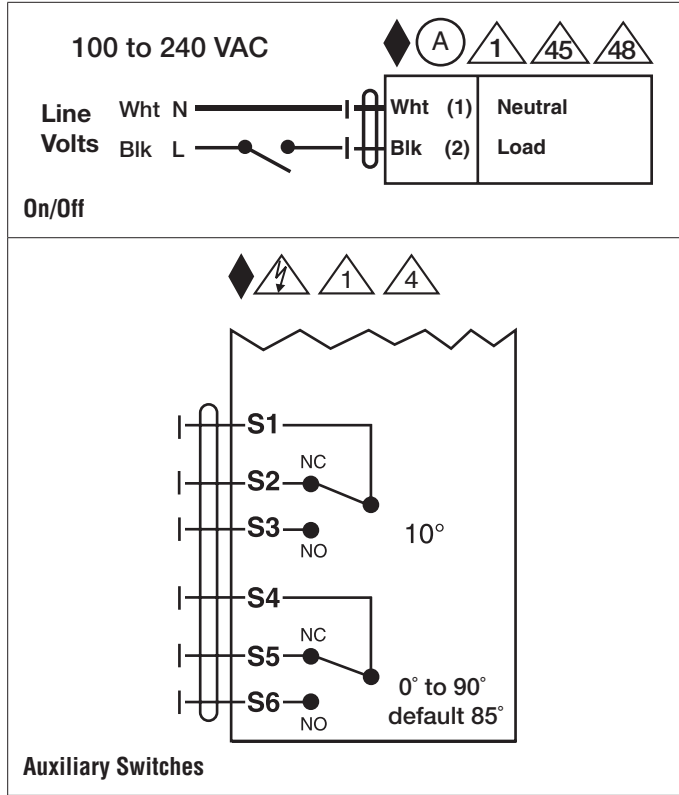 100 to 240 VAC
A 1 45 48
Line Volts
Wht N
Wht (1) Neutral
Blk L
Blk (2) Load
On/Off
1 4
S1
NC
S2
S3
NO
10°
S4
NC
S5
S6
NO
0° to 90°
default 85°
Auxiliary Switches